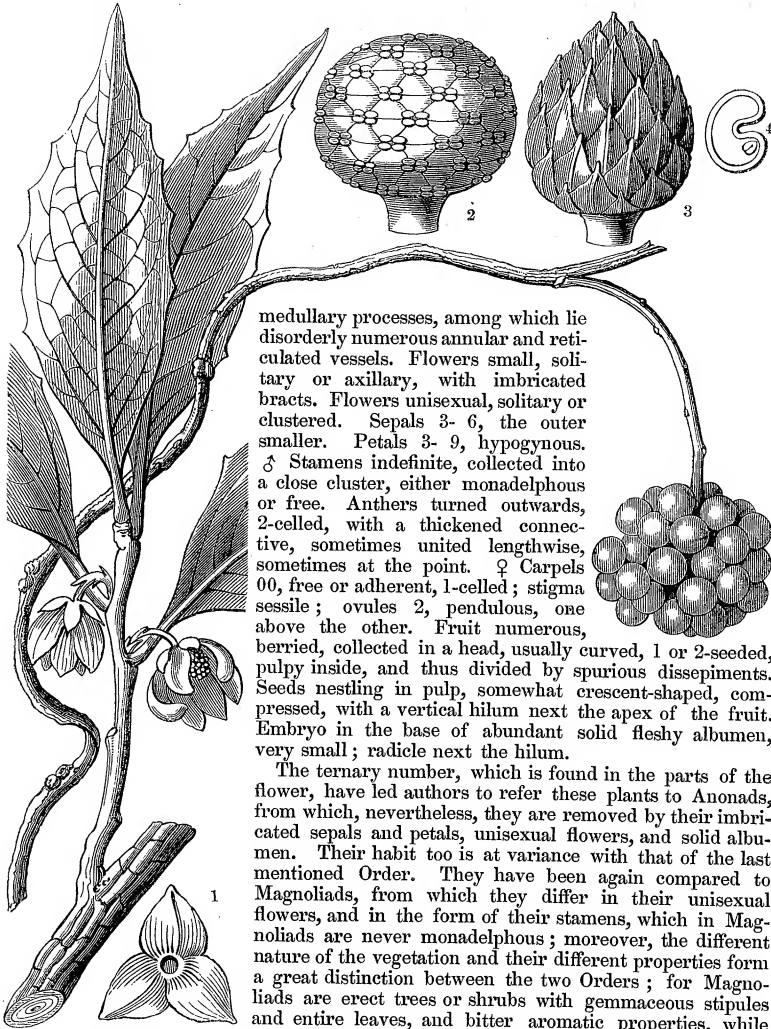 2
3
4
medullary processes, among which lie
disorderly numerous annular and reti-
culated vessels. Flowers small, soli-
tary or axillary, with imbricated
bracts. Flowers unisexual, solitary or
clustered. Sepals 3- 6, the outer
smaller. Petals 3- 9, hypogynous.
♂ Stamens indefinite, collected into
a close cluster, either monadelphous
or free. Anthers turned outwards,
2-celled, with a thickened connec-
tive, sometimes united lengthwise,
sometimes at the point. ♀ Carpels
00, free or adherent, 1-celled; stigma
sessile; ovules 2, pendulous, one
above the other. Fruit numerous,
berried, collected in a head, usually curved, 1 or 2-seeded,
pulpy inside, and thus divided by spurious dissepiments.
Seeds nestling in pulp, somewhat crescent-shaped, com-
pressed, with a vertical hilum next the apex of the fruit.
Embryo in the base of abundant solid fleshy albumen,
very small; radicle next the hilum.
The ternary number, which is found in the parts of the
flower, have led authors to refer these plants to Anonads,
from which, nevertheless, they are removed by their imbri-
cated sepals and petals, unisexual flowers, and solid albu-
men. Their habit too is at variance with that of the last
mentioned Order. They have been again compared to
Magnoliads, from which they differ in their unisexual
flowers, and in the form of their stamens, which in Mag-
noliads are never monadelphous; moreover, the different
nature of the vegetation and their different properties form
a great distinction between the two Orders; for Magno-
liads are erect trees or shrubs with gemmaceous stipules
and entire leaves, and bitter aromatic properties, while
1